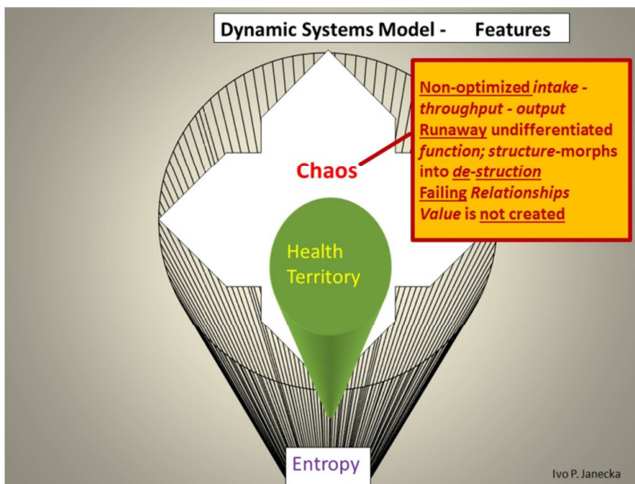 Dynamic Systems Model - Features
Non-optimized intake -
throughput - output
Runaway undifferentiated
function; structure-morphs
into de-struction
Failing Relationships
Value is not created
Chaos
Health
Territory
Entropy
Ivo P. Janecka